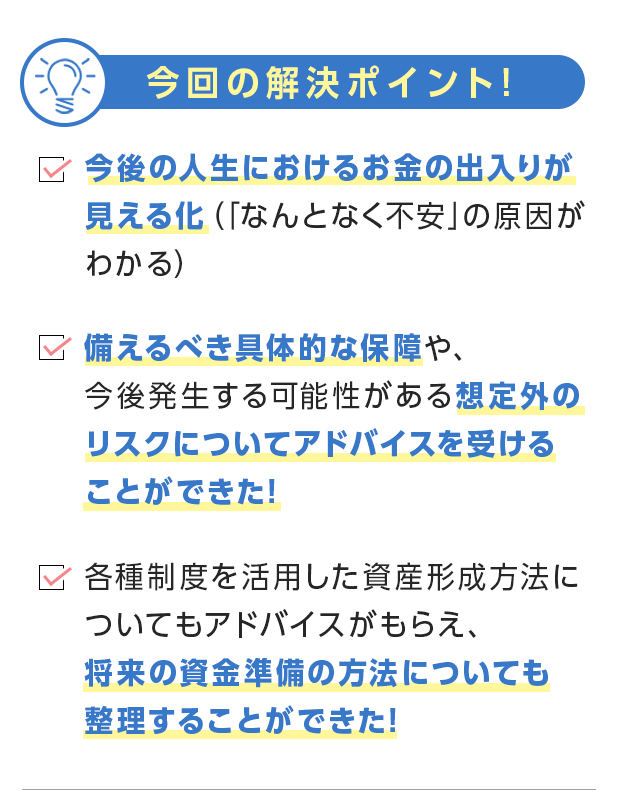 今回の解決ポイント!
今後の人生におけるお金の出入りが
見える化（「なんとなく不安」の原因が
わかる）
備えるべき具体的な保障や、
今後発生する可能性がある想定外の
リスクについてアドバイスを受ける
ことができた!
各種制度を活用した資産形成方法に
ついてもアドバイスがもらえ、
将来の資金準備の方法についても
整理することができた!